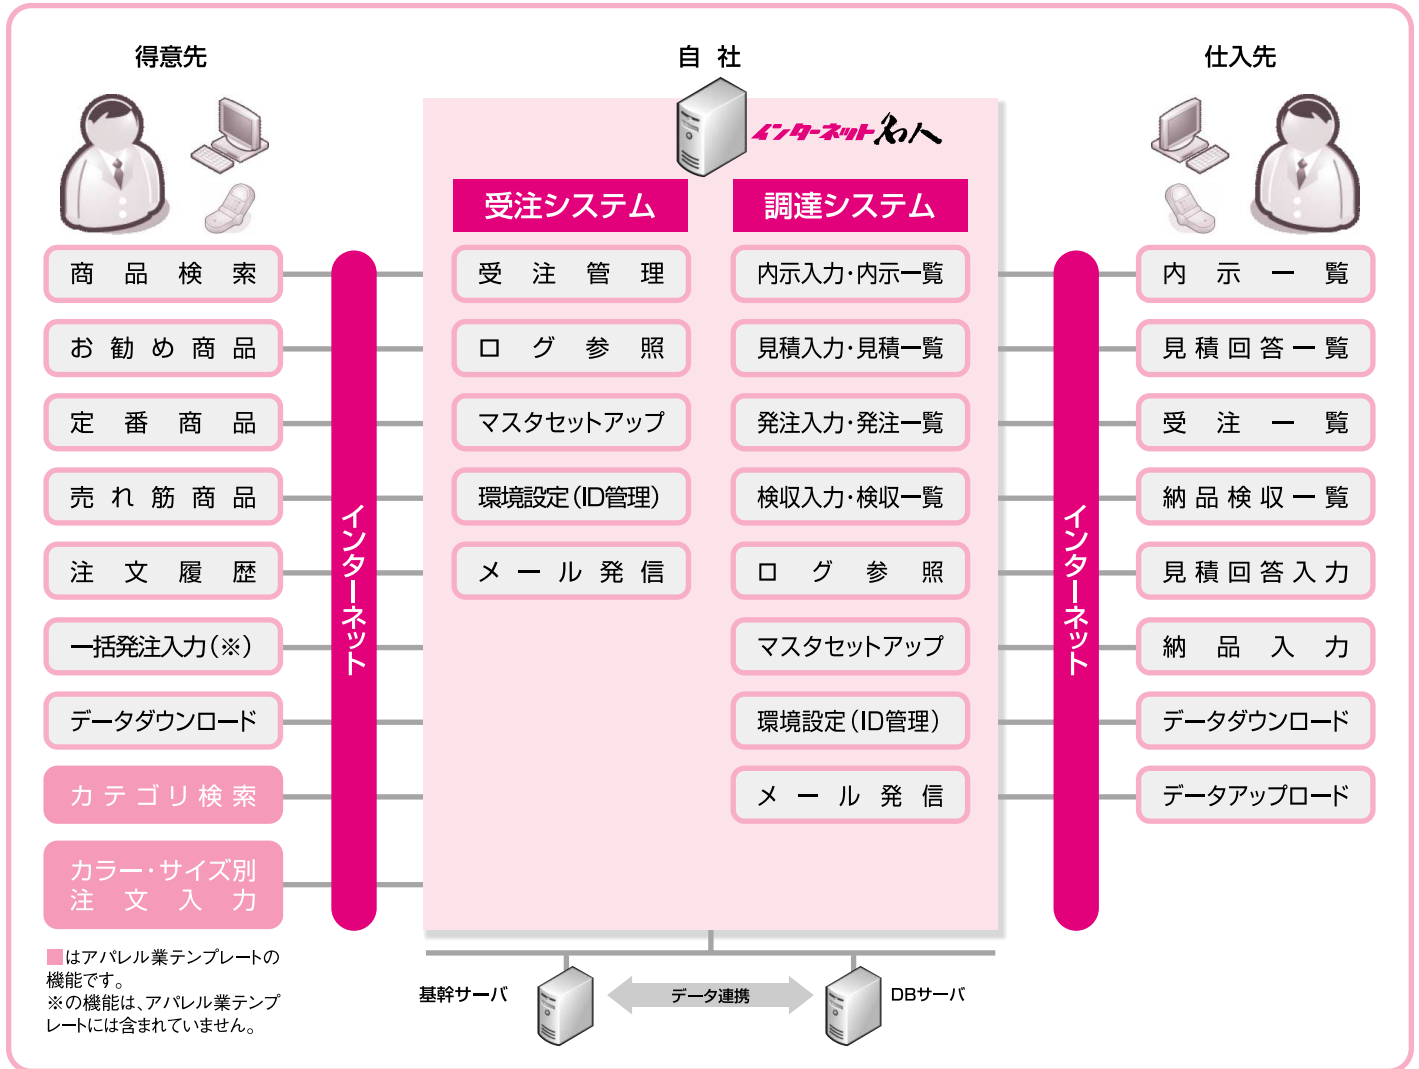 得意先
商品検索
お勧め商品
定番商品
売れ筋商品
注文履歴
一括発注入力(※)
データダウンロード
カテゴリ検索
カラー・サイズ別
注文入力
■はアパレル業テンプレートの
機能です。
※の機能は、アパレル業テンプ
レートには含まれていません。
インターネット
自社
インターネット名人
受注システム
受注管理
ログ参照
マスタセットアップ
環境設定(ID管理)
メール発信
調達システム
内示入力・内示一覧
見積入力・見積一覧
発注入力・発注一覧
検収入力・検収一覧
ログ参照
マスタセットアップ
環境設定(ID管理)
メール発信
インターネット
仕入先
内示一覧
見積回答一覧
受注一覧
納品検収一覧
見積回答入力
納品入力
データダウンロード
データアップロード
基幹サーバ
データ連携
DBサーバ